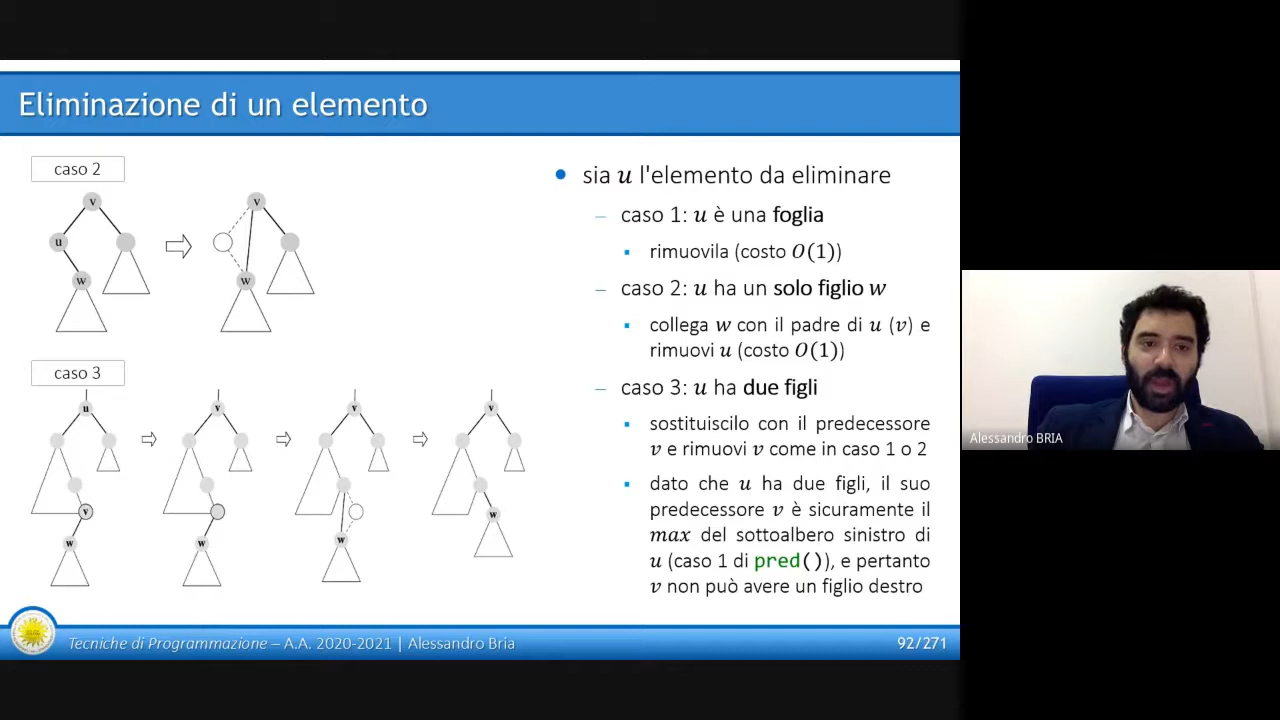 Eliminazione di un elemento
caso 2
v
v
u
w
w
caso 3
u
v
v
v
v
w
w
w
w
• sia u l'elemento da eliminare
– caso 1: u è una foglia
▪ rimuovila (costo O(1))
– caso 2: u ha un solo figlio w
▪ collega w con il padre di u (v) e
rimuovi u (costo O(1))
– caso 3: u ha due figli
▪ sostituiscilo con il predecessore
v e rimuovi v come in caso 1 o 2
▪ dato che u ha due figli, il suo
predecessore v è sicuramente il
max del sottoalbero sinistro di
u (caso 1 di pred()), e pertanto
v non può avere un figlio destro
Tecniche di Programmazione – A.A. 2020-2021 | Alessandro Bria
92/271
Alessandro BRIA